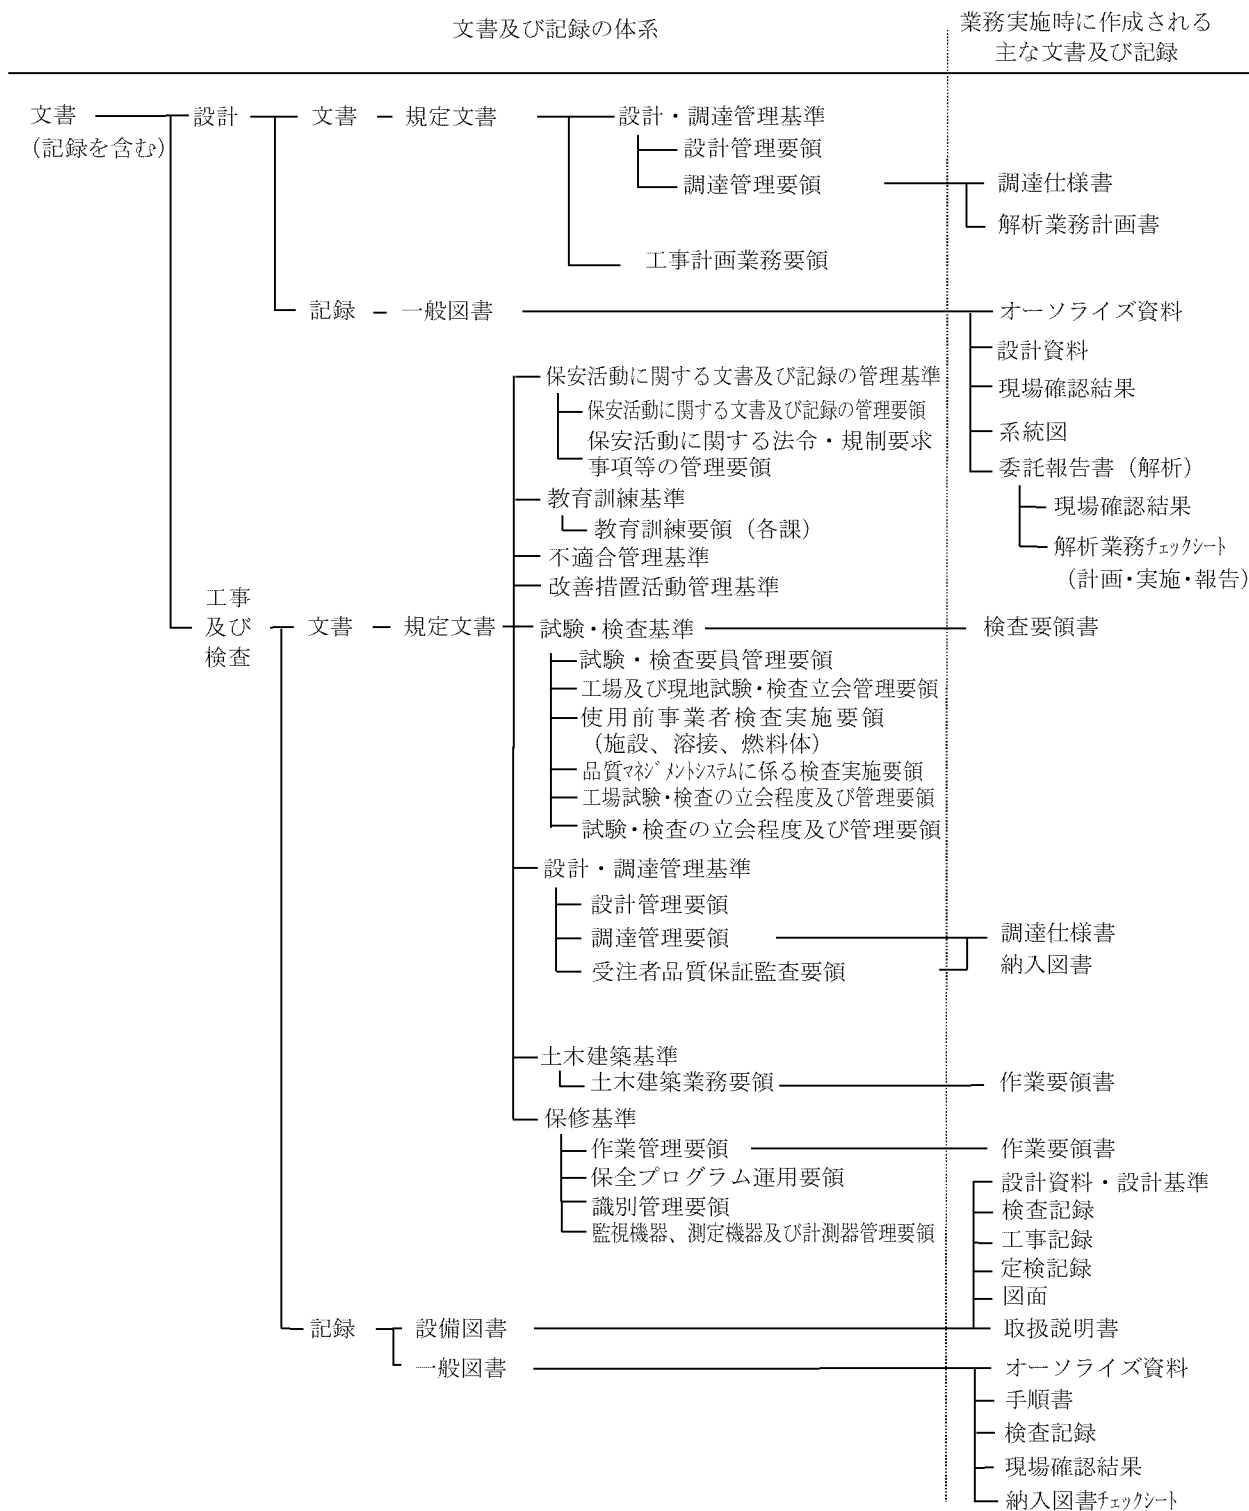 文書及び記録の体系
業務実施時に作成される
主な文書及び記録
文書
(記録を含む)
設計
文書
規定文書
設計・調達管理基準
設計管理要領
調達管理要領
調達仕様書
解析業務計画書
工事計画業務要領
記録
一般図書
オーソライズ資料
設計資料
現場確認結果
系統図
委託報告書(解析)
現場確認結果
解析業務チェックシート
(計画・実施・報告)
保安活動に関する文書及び記録の管理基準
保安活動に関する文書及び記録の管理要領
保安活動に関する法令・規制要求
事項等の管理要領
教育訓練基準
教育訓練要領(各課)
不適合管理基準
改善措置活動管理基準
工事
及び
検査
文書
規定文書
試験・検査基準
検査要領書
試験・検査要員管理要領
工場及び現地試験・検査立会管理要領
使用前事業者検査実施要領
(施設、溶接、燃料体)
品質マネジメントシステムに係る検査実施要領
工場試験・検査の立会程度及び管理要領
試験・検査の立会程度及び管理要領
設計・調達管理基準
設計管理要領
調達管理要領
調達仕様書
受注者品質保証監査要領
納入図書
土木建築基準
土木建築業務要領
作業要領書
保修基準
作業管理要領
作業要領書
保全プログラム運用要領
識別管理要領
監視機器、測定機器及び計測器管理要領
設計資料・設計基準
検査記録
工事記録
定検記録
図面
記録
設備図書
取扱説明書
一般図書
オーソライズ資料
手順書
検査記録
現場確認結果
納入図書チェックシート